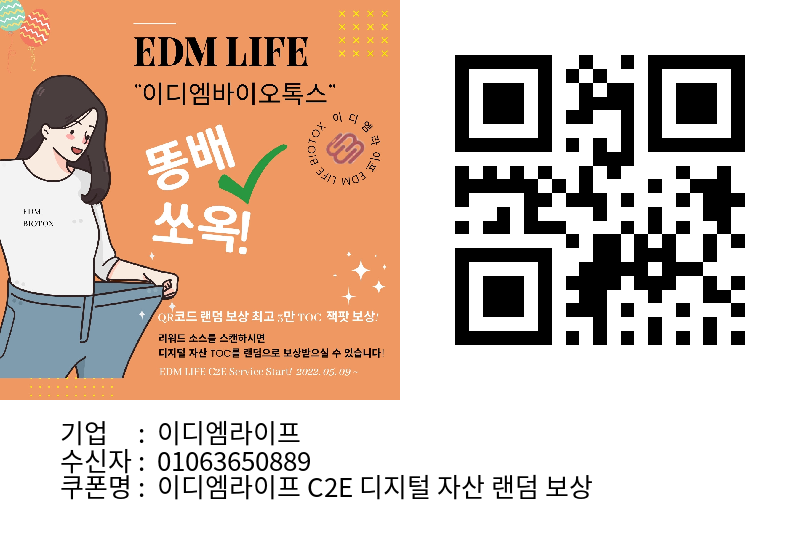 EDM LIFE
"이디엠바이오톡스"
이디엠라이프 EDM LIFE BIOTOX
똥배
쏘옥!
EDM
BIOTOX
QR코드 랜덤 보상 최고 5만 TOC 잭팟 보상!
리워드 소스를 스캔하시면
디지털 자산 TOC를 랜덤으로 보상받으실 수 있습니다!
EDM LIFE C2E Service Start! 2022. 05. 09 ~
기업 : 이디엠라이프
수신자 : 01063650889
쿠폰명 : 이디엠라이프 C2E 디지털 자산 랜덤 보상